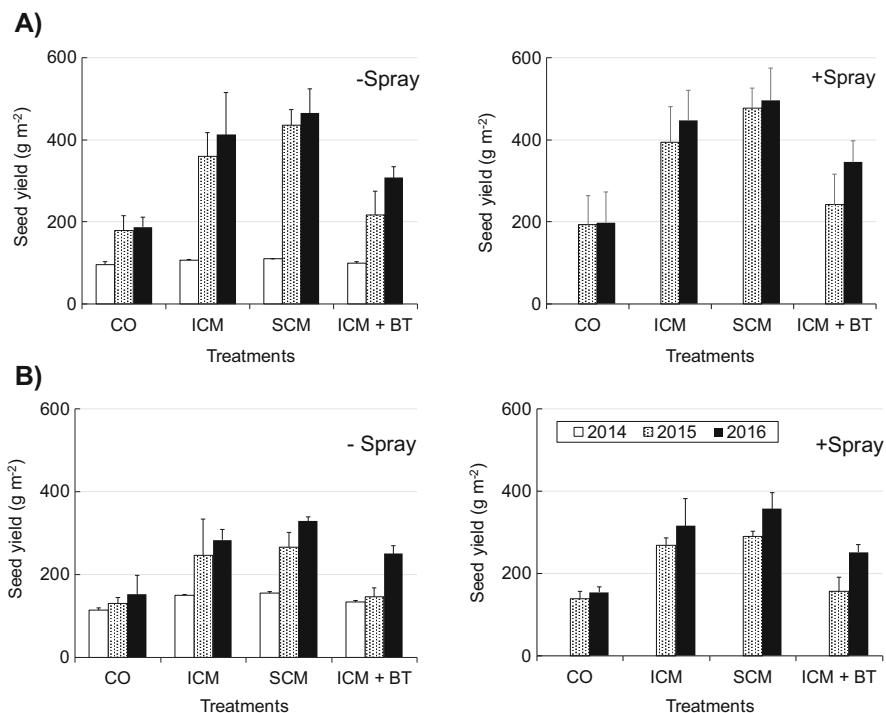 A)
600
400
200
0
Seed yield (g m-2)
-Spray
CO ICM SCM ICM + BT
Treatments
600
400
200
0
Seed yield (g m-2)
+Spray
CO ICM SCM ICM + BT
Treatments
B)
600
400
200
0
Seed yield (g m-2)
- Spray
CO ICM SCM ICM + BT
Treatments
600
400
200
0
Seed yield (g m-2)
2014 2015 2016
+Spray
CO ICM SCM ICM + BT
Treatments